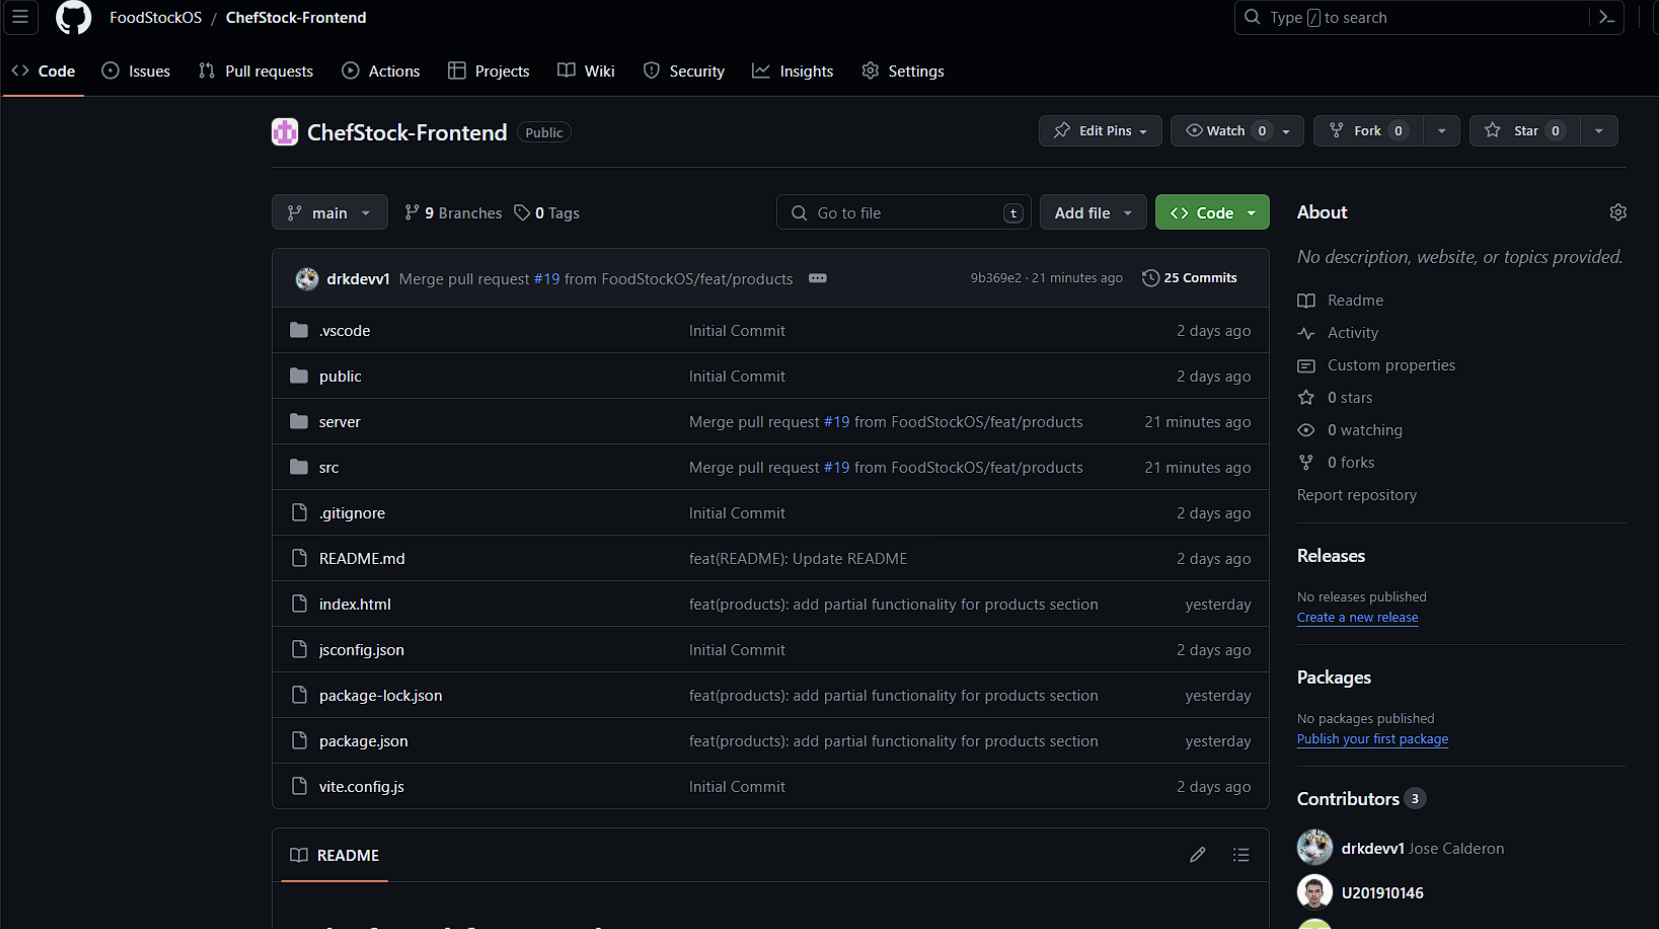 FoodStockOS / ChefStock-Frontend
Type / to search
Code Issues Pull requests Actions Projects Wiki Security Insights Settings
ChefStock-Frontend Public
Edit Pins Watch 0 Fork 0 Star 0
main 9 Branches 0 Tags Go to file t Add file Code
drkdevv1 Merge pull request #19 from FoodStockOS/feat/products 9b369e2 · 21 minutes ago 25 Commits
.vscode Initial Commit 2 days ago
public Initial Commit 2 days ago
server Merge pull request #19 from FoodStockOS/feat/products 21 minutes ago
src Merge pull request #19 from FoodStockOS/feat/products 21 minutes ago
.gitignore Initial Commit 2 days ago
README.md feat(README): Update README 2 days ago
index.html feat(products): add partial functionality for products section yesterday
jsconfig.json Initial Commit 2 days ago
package-lock.json feat(products): add partial functionality for products section yesterday
package.json feat(products): add partial functionality for products section yesterday
vite.config.js Initial Commit 2 days ago
README
About
No description, website, or topics provided.
Readme
Activity
Custom properties
0 stars
0 watching
0 forks
Report repository
Releases
No releases published
Create a new release
Packages
No packages published
Publish your first package
Contributors 3
drkdevv1 Jose Calderon
U201910146